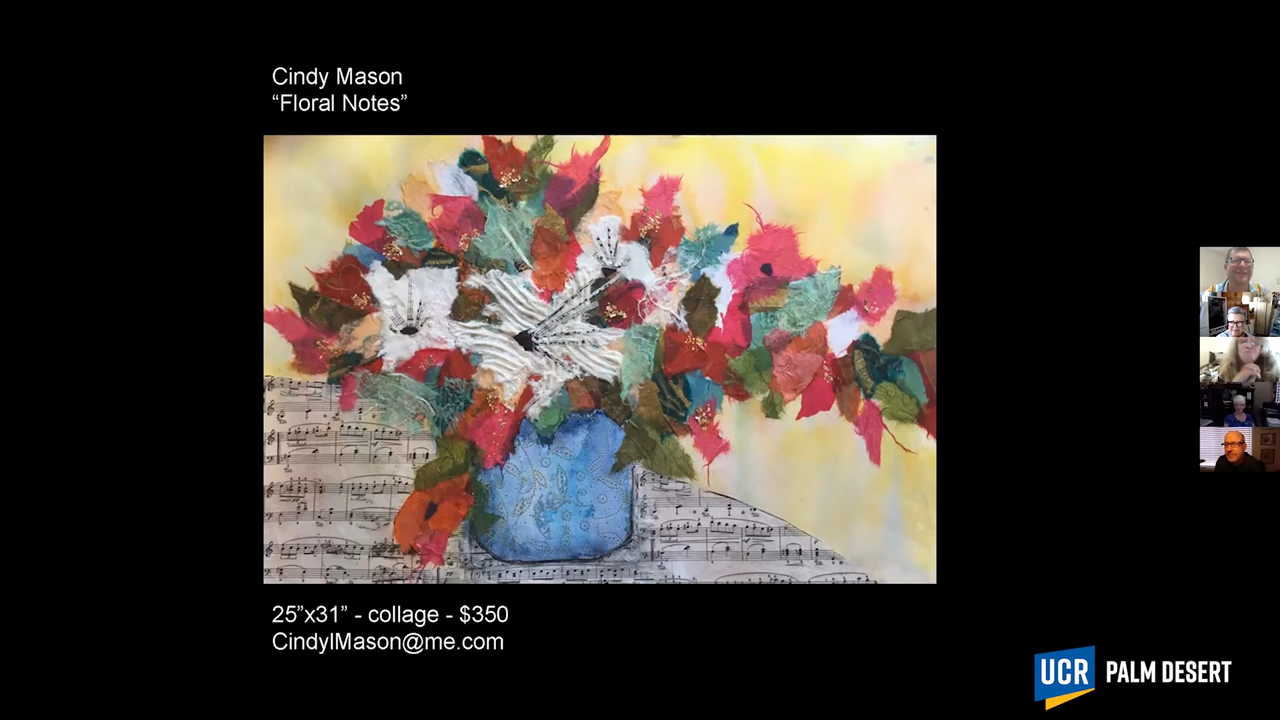 Cindy Mason
“Floral Notes”
25”x31” - collage - $350
CindylMason@me.com
UCR PALM DESERT